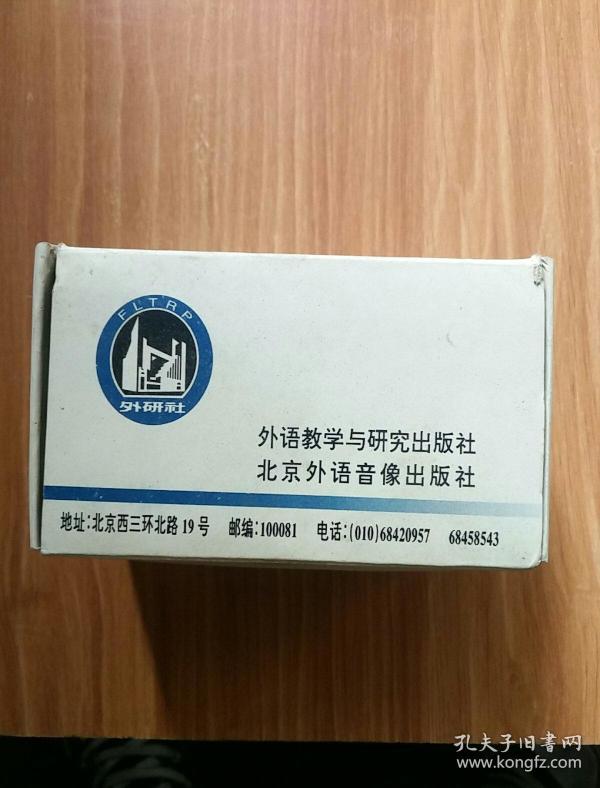 FLTRP
外研社
外语教学与研究出版社
北京外语音像出版社
地址:北京西三环北路19号 邮编:100081 电话:(010)68420957 68458543
孔夫子旧書网
www.kongfz.com